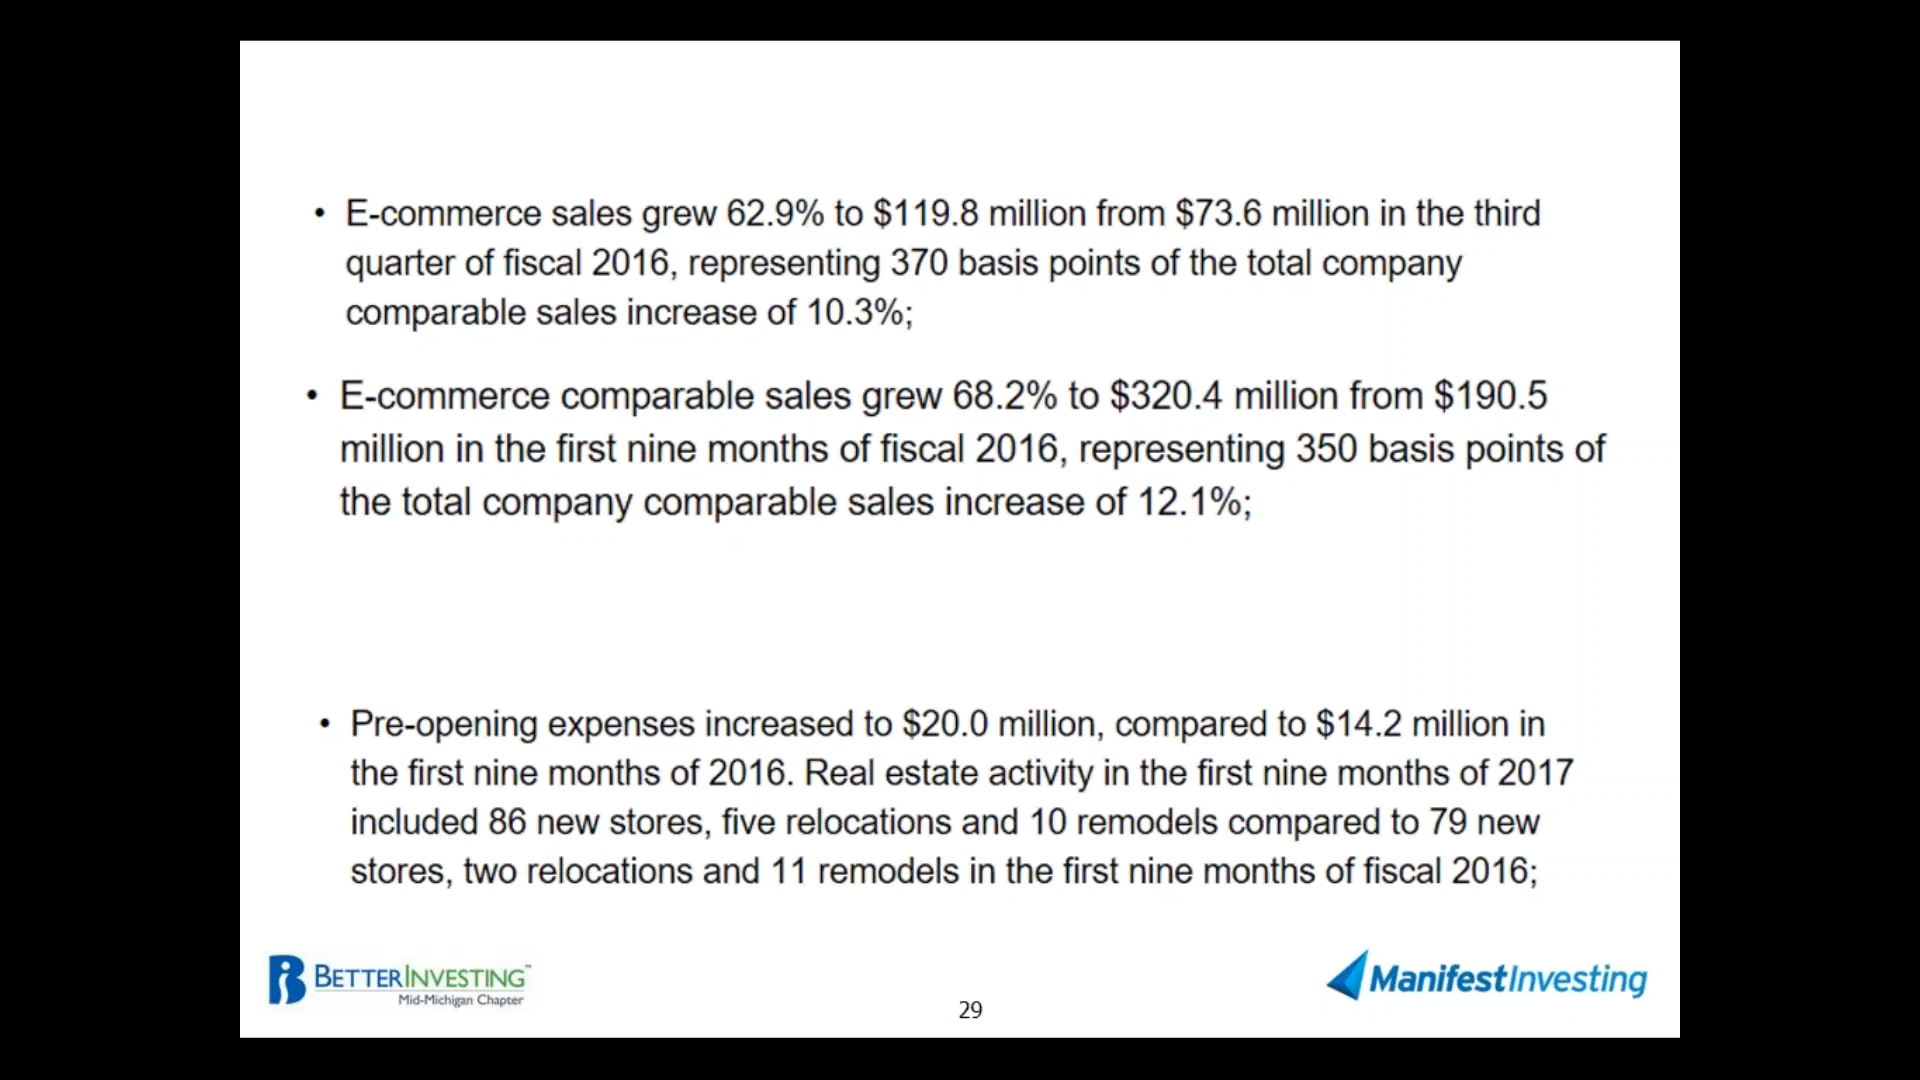 • E-commerce sales grew 62.9% to $119.8 million from $73.6 million in the third
quarter of fiscal 2016, representing 370 basis points of the total company
comparable sales increase of 10.3%;
• E-commerce comparable sales grew 68.2% to $320.4 million from $190.5
million in the first nine months of fiscal 2016, representing 350 basis points of
the total company comparable sales increase of 12.1%;
• Pre-opening expenses increased to $20.0 million, compared to $14.2 million in
the first nine months of 2016. Real estate activity in the first nine months of 2017
included 86 new stores, five relocations and 10 remodels compared to 79 new
stores, two relocations and 11 remodels in the first nine months of fiscal 2016;
BETTERINVESTING™
Mid-Michigan Chapter
29
ManifestInvesting